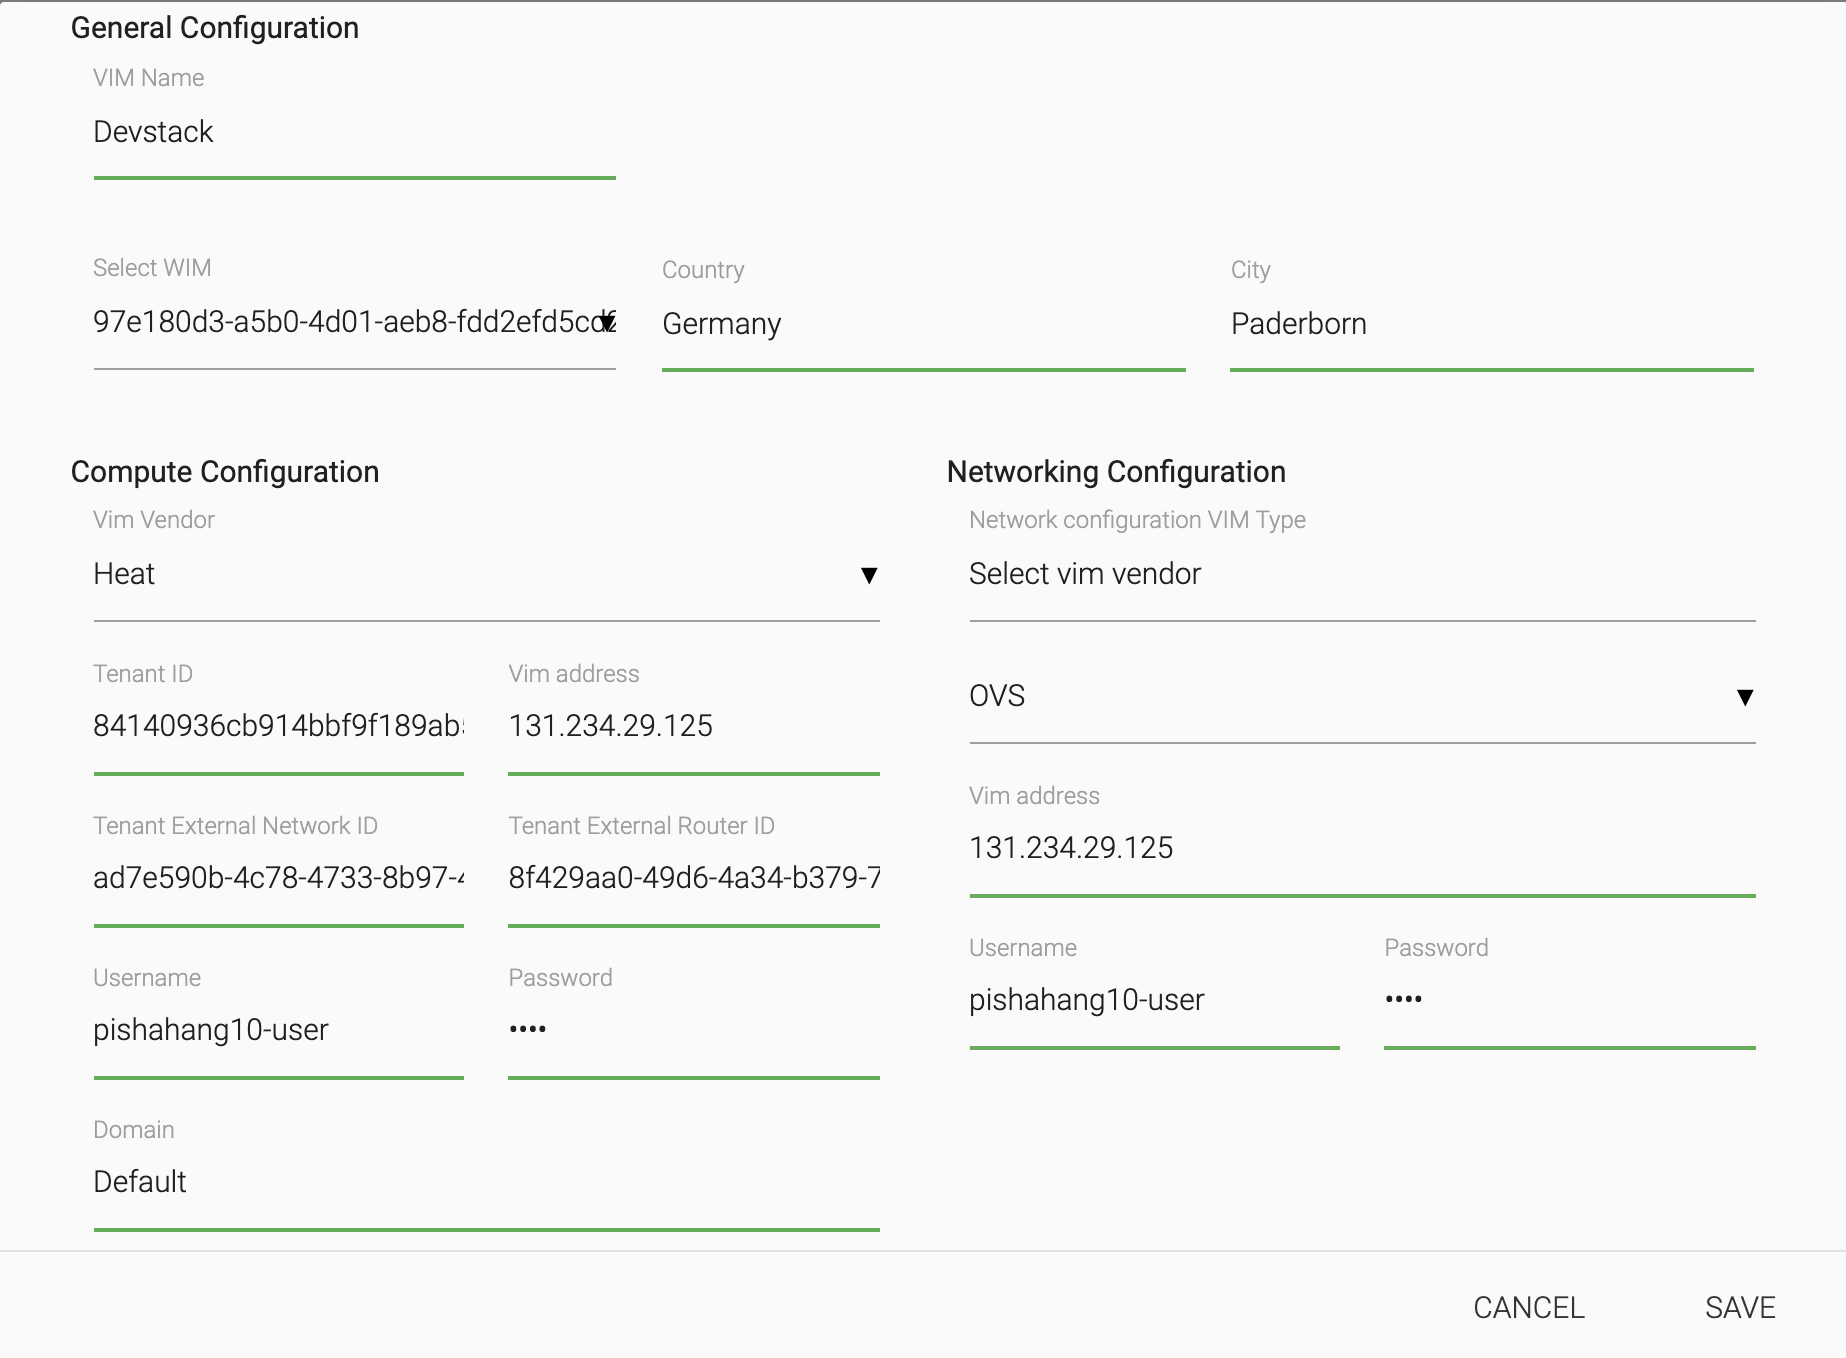 General Configuration
VIM Name
Devstack
Select WIM
97e180d3-a5b0-4d01-aeb8-fdd2efd5cd
Country
Germany
City
Paderborn
Compute Configuration
Vim Vendor
Heat
Tenant ID
84140936cb914bbf9f189ab
Vim address
131.234.29.125
Tenant External Network ID
ad7e590b-4c78-4733-8b97-
Tenant External Router ID
8f429aa0-49d6-4a34-b379-7
Username
pishahang10-user
Password
••••
Domain
Default
Networking Configuration
Network configuration VIM Type
Select vim vendor
OVS
Vim address
131.234.29.125
Username
pishahang10-user
Password
••••
CANCEL
SAVE